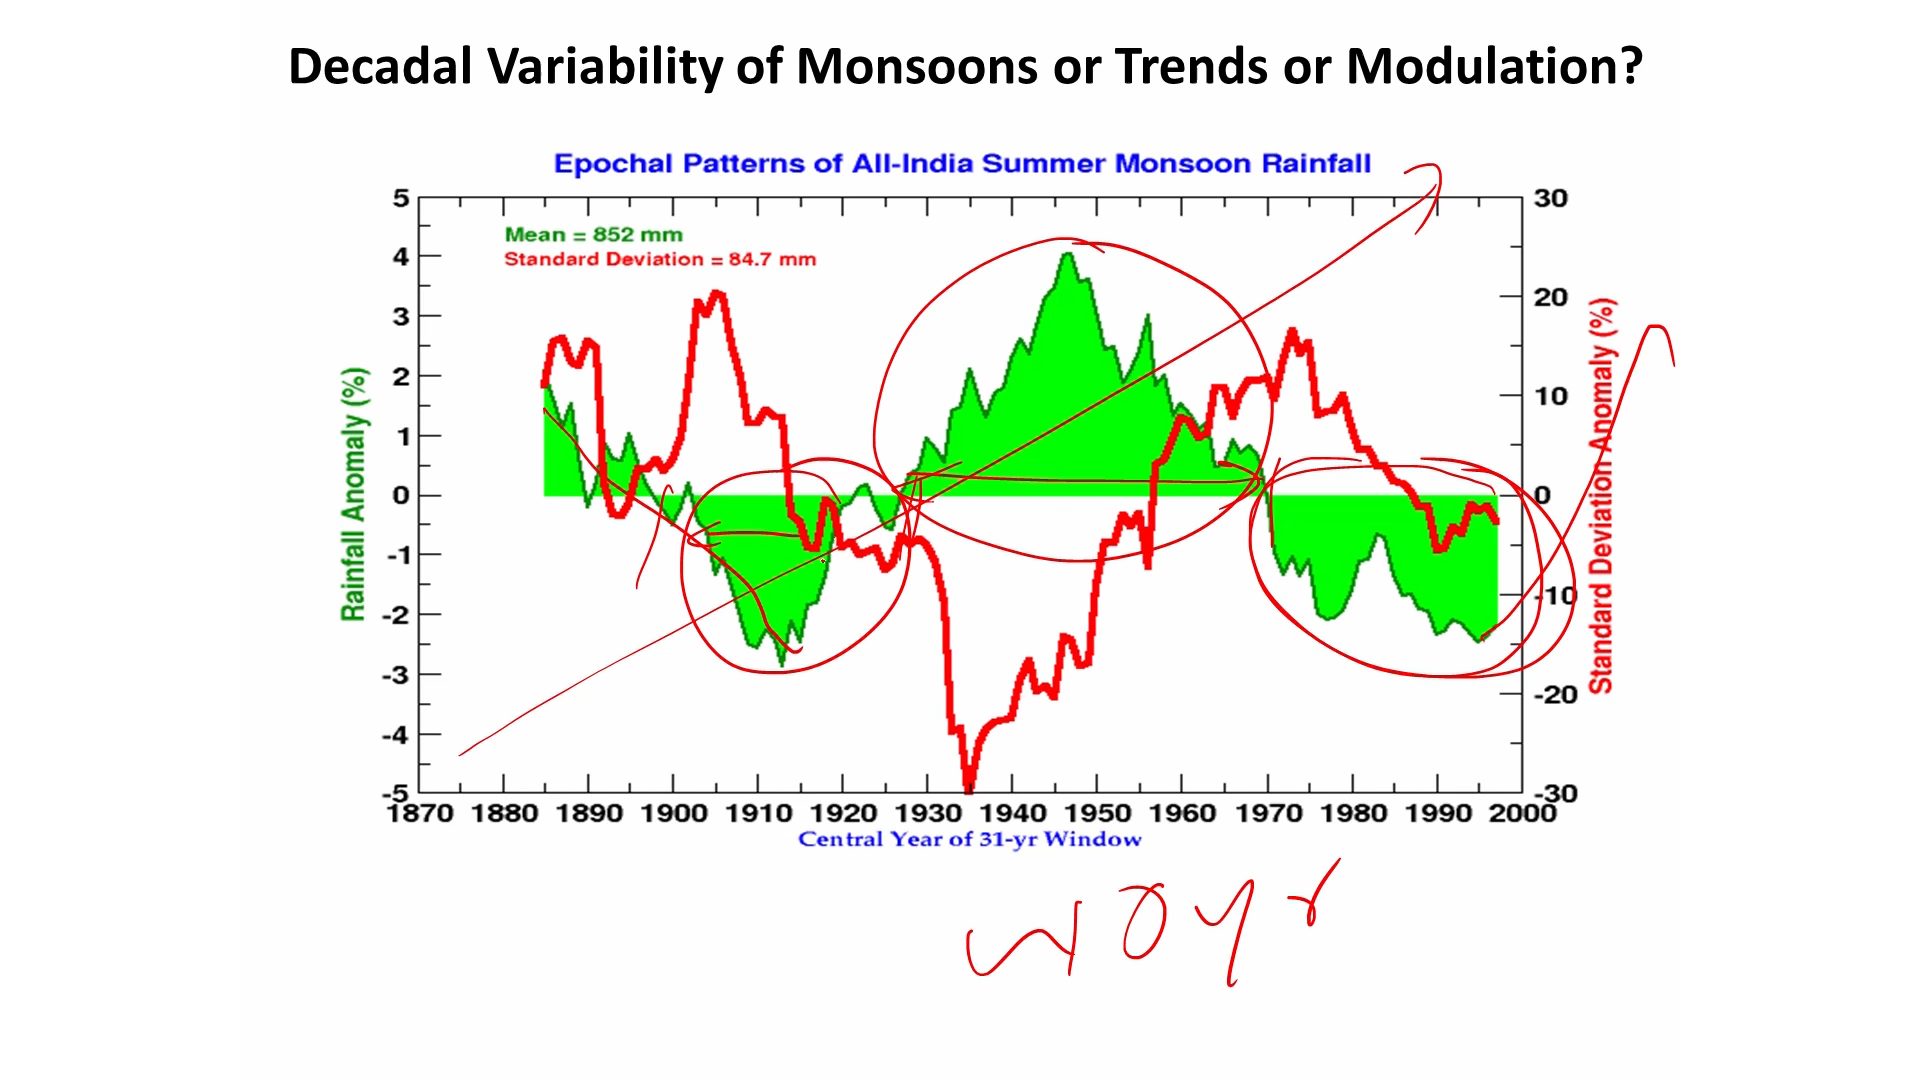 Decadal Variability of Monsoons or Trends or Modulation?
Epochal Patterns of All-India Summer Monsoon Rainfall
Mean = 852 mm
Standard Deviation = 84.7 mm
5
4
3
2
1
0
-1
-2
-3
-4
-5
Rainfall Anomaly (%)
30
20
10
0
-10
-20
-30
Standard Deviation Anomaly (%)
1870 1880 1890 1900 1910 1920 1930 1940 1950 1960 1970 1980 1990 2000
Central Year of 31-yr Window